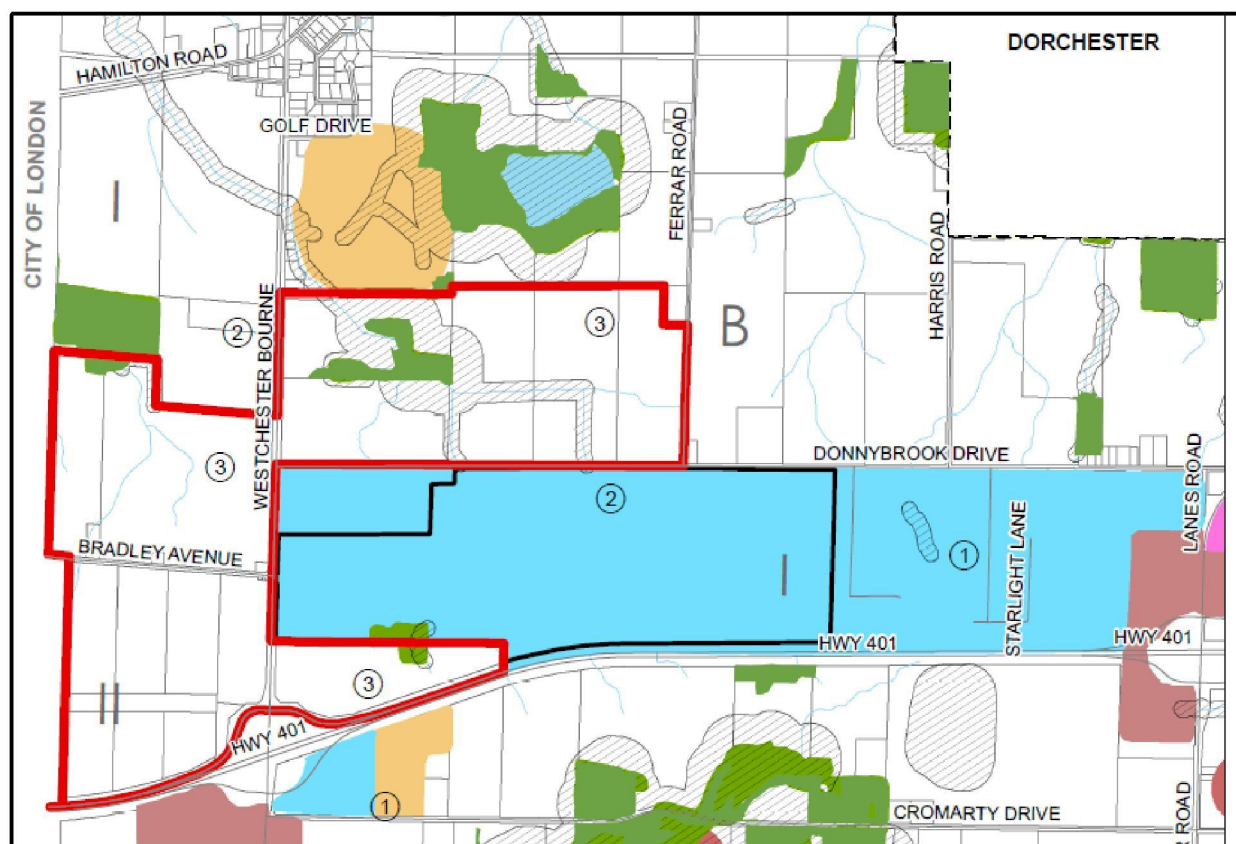 DORCHESTER
HAMILTON ROAD
GOLF DRIVE
CITY OF LONDON
I
FERRAR ROAD
HARRIS ROAD
B
②
③
WESTCHESTER BOURNE
③
DONNYBROOK DRIVE
②
LANES ROAD
BRADLEY AVENUE
I
①
STARLIGHT LANE
HWY 401
HWY 401
③
II
HWY 401
①
CROMARTY DRIVE
R ROAD